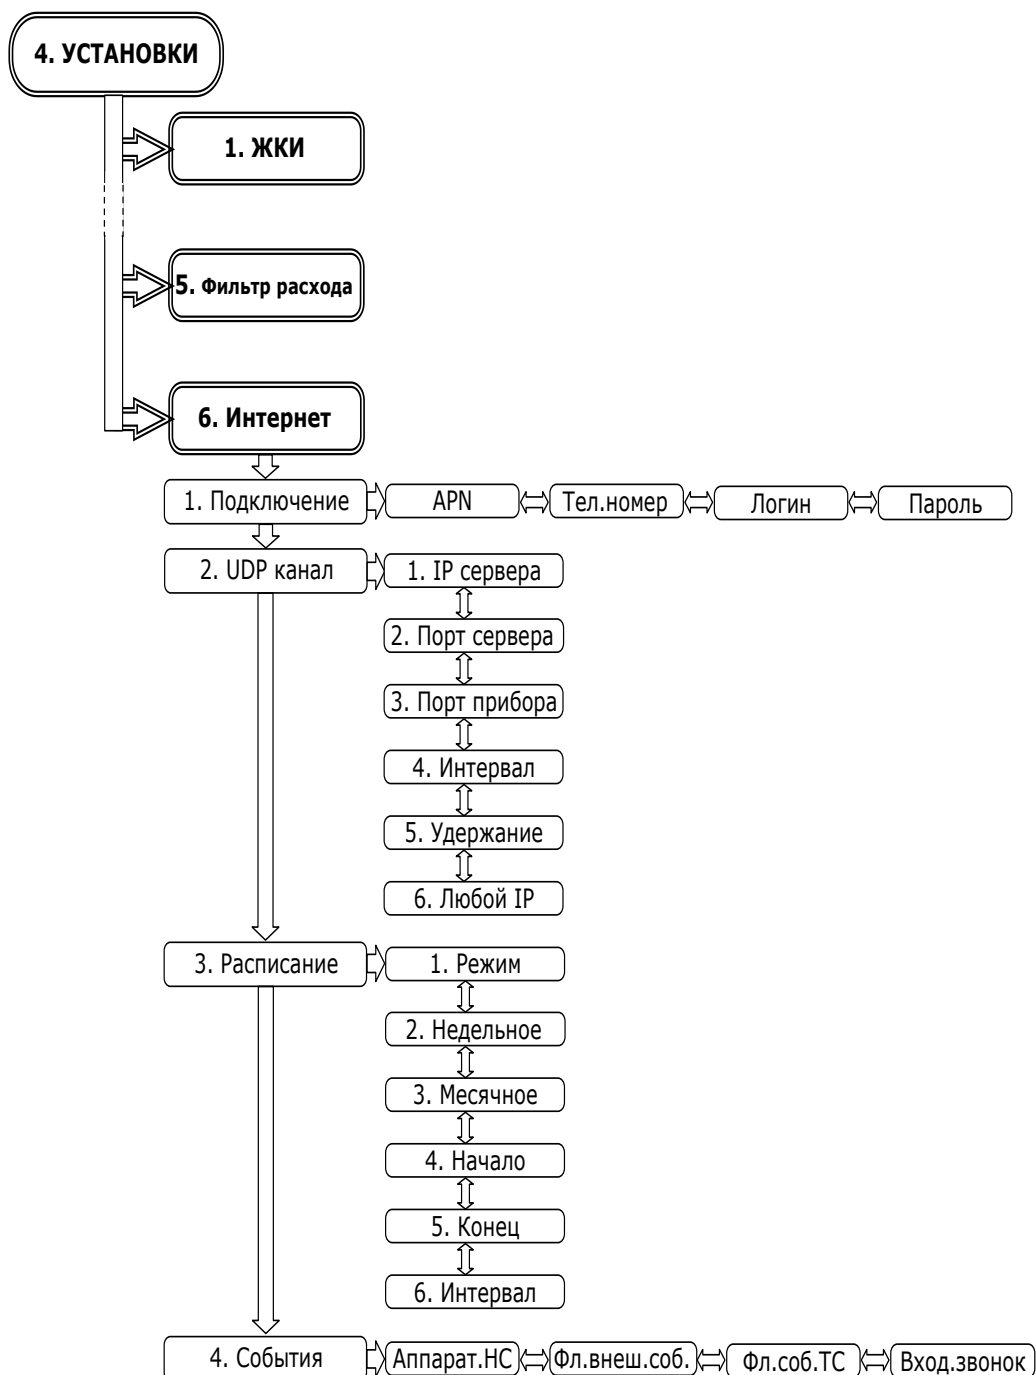 4. УСТАНОВКИ
1. ЖКИ
5. Фильтр расхода
6. Интернет
1. Подключение
APN
Тел.номер
Логин
Пароль
2. UDP канал
1. IP сервера
2. Порт сервера
3. Порт прибора
4. Интервал
5. Удержание
6. Любой IP
3. Расписание
1. Режим
2. Недельное
3. Месячное
4. Начало
5. Конец
6. Интервал
4. События
Аппарат.НС
Фл.внеш.соб.
Фл.соб.ТС
Вход.звонок